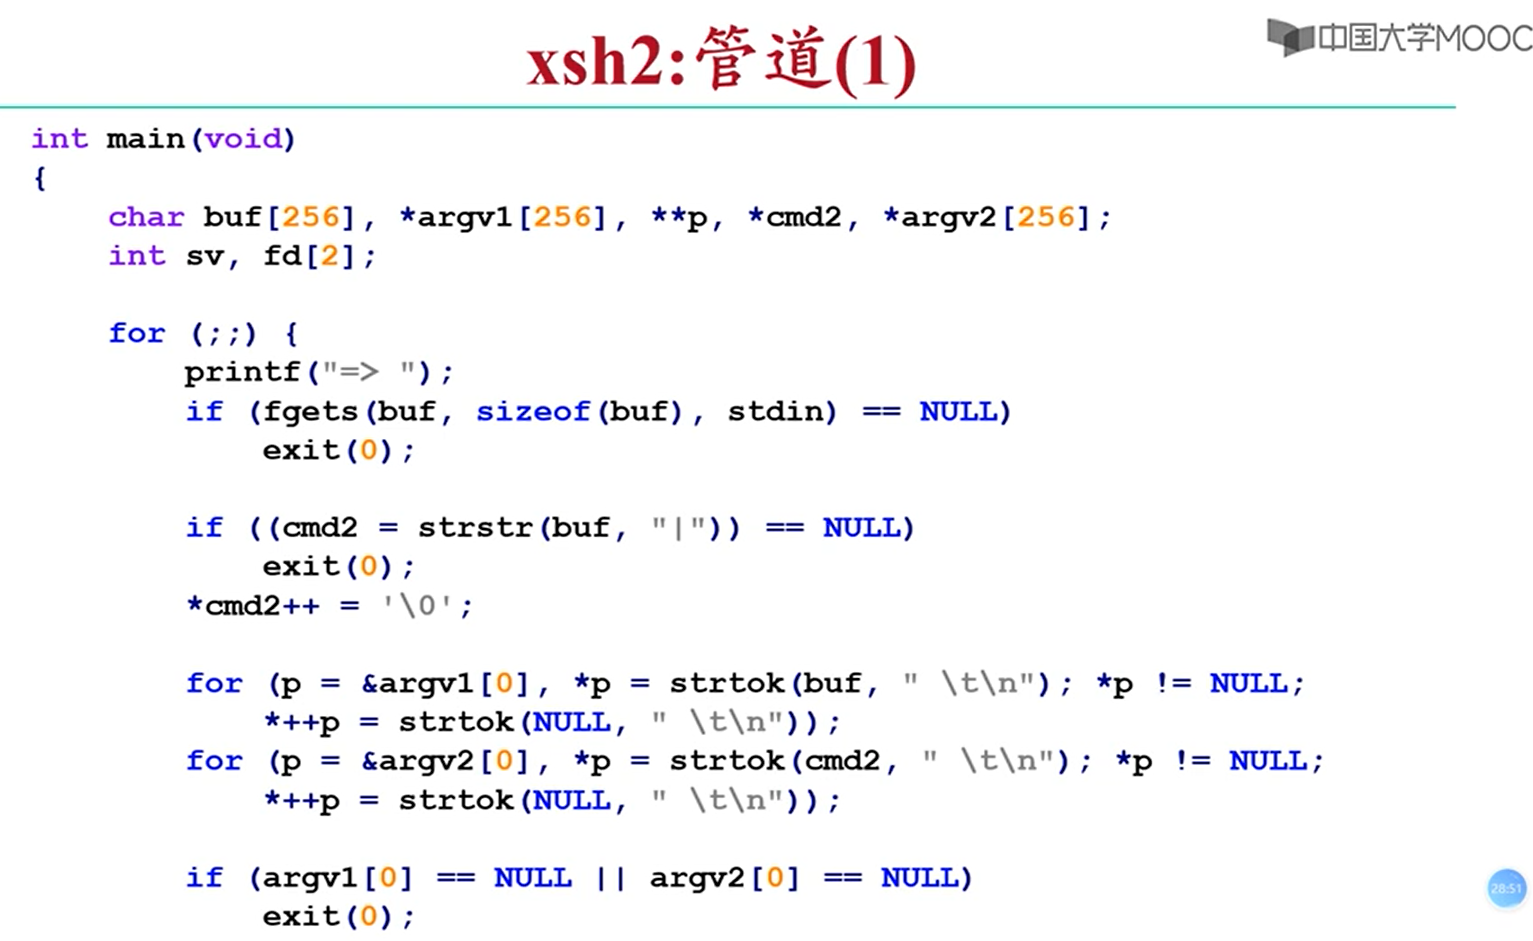 xsh2:管道(1)
中国大学MOOC
int main(void)
{
    char buf[256], *argv1[256], **p, *cmd2, *argv2[256];
    int sv, fd[2];

    for (;;) {
        printf("=> ");
        if (fgets(buf, sizeof(buf), stdin) == NULL)
            exit(0);

        if ((cmd2 = strstr(buf, "|")) == NULL)
            exit(0);
        *cmd2++ = '\0';

        for (p = &argv1[0], *p = strtok(buf, " \t\n"); *p != NULL;
            *++p = strtok(NULL, " \t\n"));
        for (p = &argv2[0], *p = strtok(cmd2, " \t\n"); *p != NULL;
            *++p = strtok(NULL, " \t\n"));

        if (argv1[0] == NULL || argv2[0] == NULL)
            exit(0);
28:51